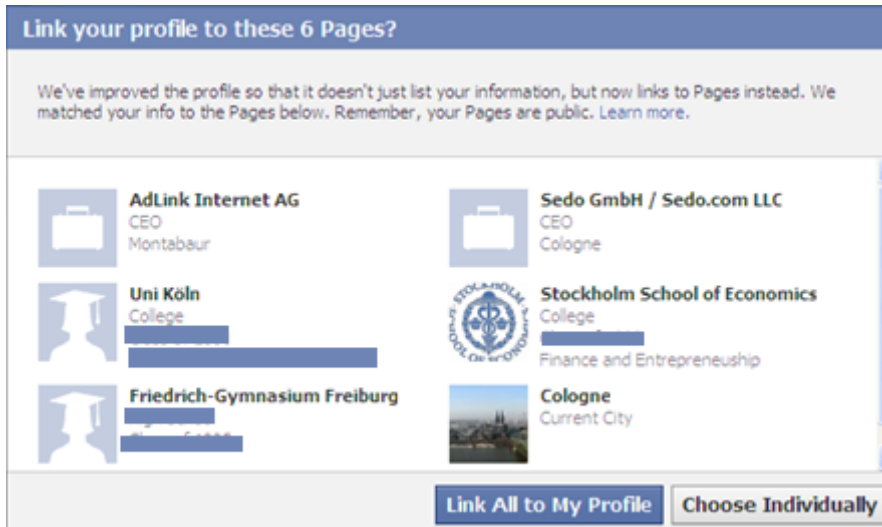 Link your profile to these 6 Pages?
We've improved the profile so that it doesn't just list your information, but now links to Pages instead. We
matched your info to the Pages below. Remember, your Pages are public. Learn more.
AdLink Internet AG
CEO
Montabaur
Sedo GmbH / Sedo.com LLC
CEO
Cologne
Uni Köln
College
Stockholm School of Economics
College
Finance and Entrepreneuship
Friedrich-Gymnasium Freiburg
Cologne
Current City
Link All to My Profile
Choose Individually